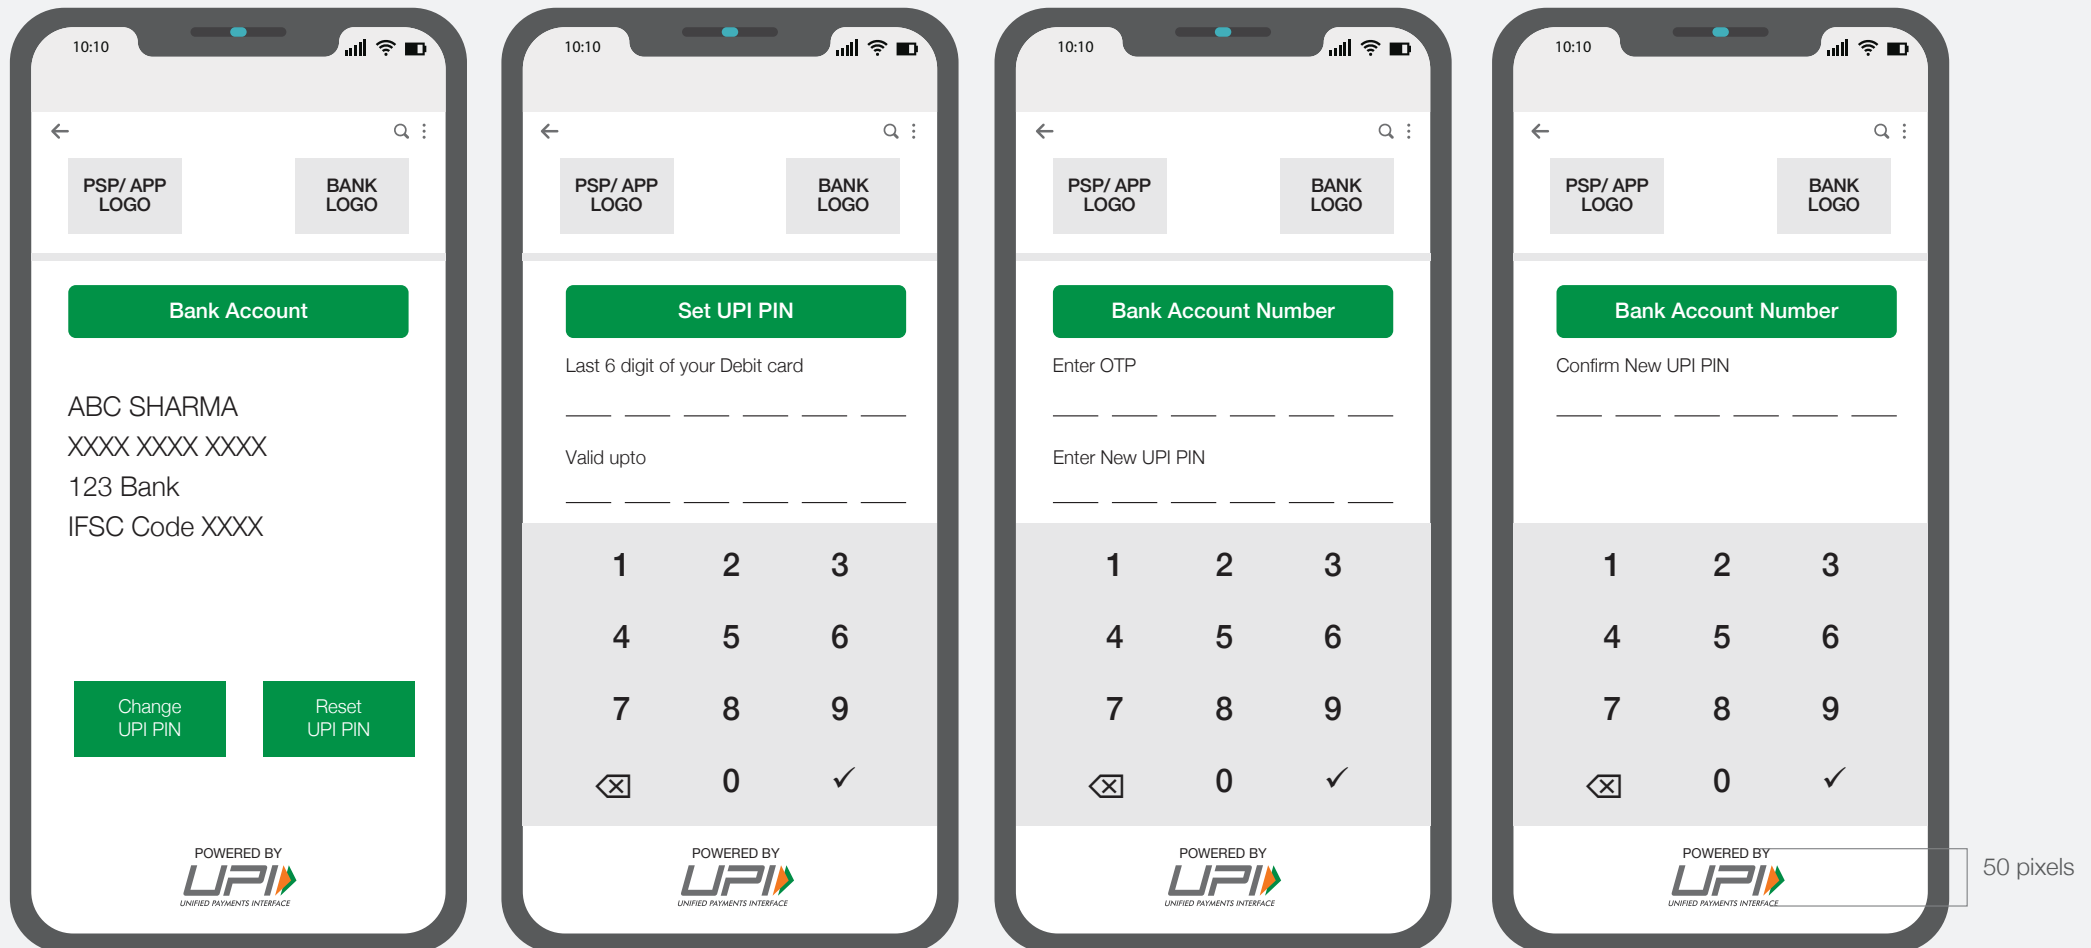 10:10
PSP/ APP
LOGO
BANK
LOGO
Bank Account
ABC SHARMA
XXXX XXXX XXXX
123 Bank
IFSC Code XXXX
Change
UPI PIN
Reset
UPI PIN
POWERED BY
UPI
UNIFIED PAYMENTS INTERFACE
10:10
PSP/ APP
LOGO
BANK
LOGO
Set UPI PIN
Last 6 digit of your Debit card
Valid upto
1 2 3
4 5 6
7 8 9
0
POWERED BY
UPI
UNIFIED PAYMENTS INTERFACE
10:10
PSP/ APP
LOGO
BANK
LOGO
Bank Account Number
Enter OTP
Enter New UPI PIN
1 2 3
4 5 6
7 8 9
0
POWERED BY
UPI
UNIFIED PAYMENTS INTERFACE
10:10
PSP/ APP
LOGO
BANK
LOGO
Bank Account Number
Confirm New UPI PIN
1 2 3
4 5 6
7 8 9
0
POWERED BY
UPI
UNIFIED PAYMENTS INTERFACE
50 pixels